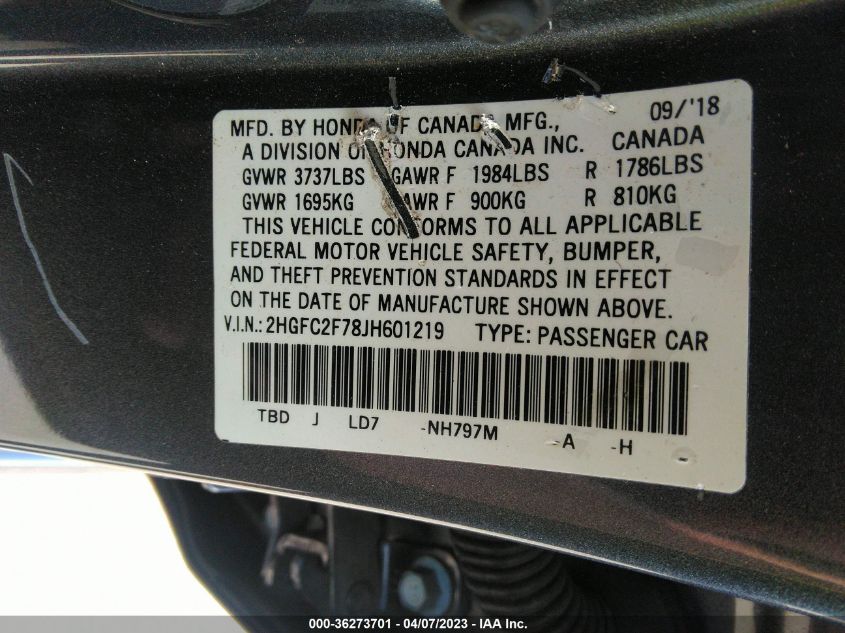 09/'18
MFD. BY HONDA OF CANADA MFG.,
A DIVISION OF HONDA CANADA INC. CANADA
GVWR 3737LBS GAWR F 1984LBS R 1786LBS
GVWR 1695KG GAWR F 900KG R 810KG
THIS VEHICLE CONFORMS TO ALL APPLICABLE
FEDERAL MOTOR VEHICLE SAFETY, BUMPER,
AND THEFT PREVENTION STANDARDS IN EFFECT
ON THE DATE OF MANUFACTURE SHOWN ABOVE.
V.I.N.: 2HGFC2F78JH601219 TYPE: PASSENGER CAR
TBD J LD7 -NH797M -A -H -
000-36273701 / 04/07/2023 - IAA Inc.